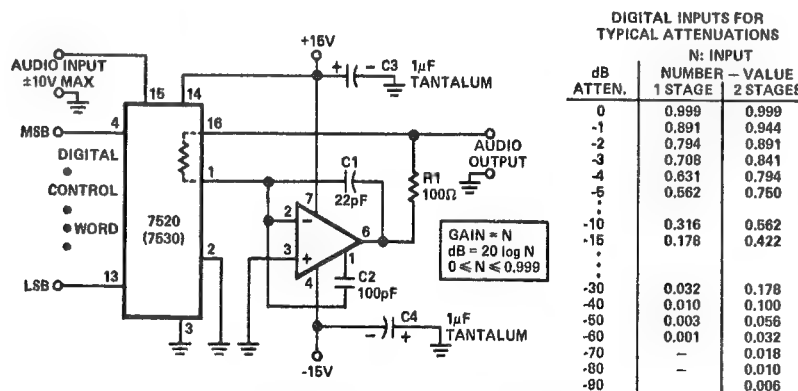 AUDIO INPUT
±10V MAX
MSB
4
DIGITAL
CONTROL
WORD
LSB
13
15
14
16
1
2
3
7520
(7530)
+15V
+ - C3
1µF
TANTALUM
C1
22pF
R1
100Ω
AUDIO
OUTPUT
2
3
7
6
4
1
-
+
C2
100pF
1µF
TANTALUM
C4
- +
-15V
GAIN = N
dB = 20 log N
0 ≤ N ≤ 0.999
DIGITAL INPUTS FOR
TYPICAL ATTENUATIONS
N: INPUT
dB NUMBER – VALUE
ATTEN. 1 STAGE 2 STAGES
0 0.999 0.999
-1 0.891 0.944
-2 0.794 0.891
-3 0.708 0.841
-4 0.631 0.794
-5 0.562 0.750
-10 0.316 0.562
-15 0.178 0.422
-30 0.032 0.178
-40 0.010 0.100
-50 0.003 0.056
-60 0.001 0.032
-70 – 0.018
-80 – 0.010
-90 0.006